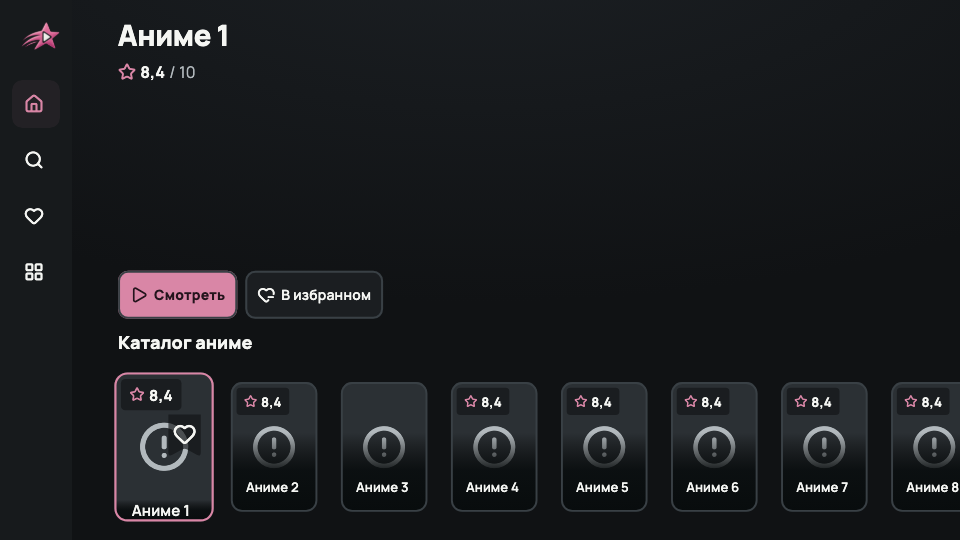 Аниме 1
8,4 / 10
Смотреть
В избранном
Каталог аниме
8,4
8,4
8,4
8,4
8,4
8,4
8,4
Аниме 1
Аниме 2
Аниме 3
Аниме 4
Аниме 5
Аниме 6
Аниме 7
Аниме 8